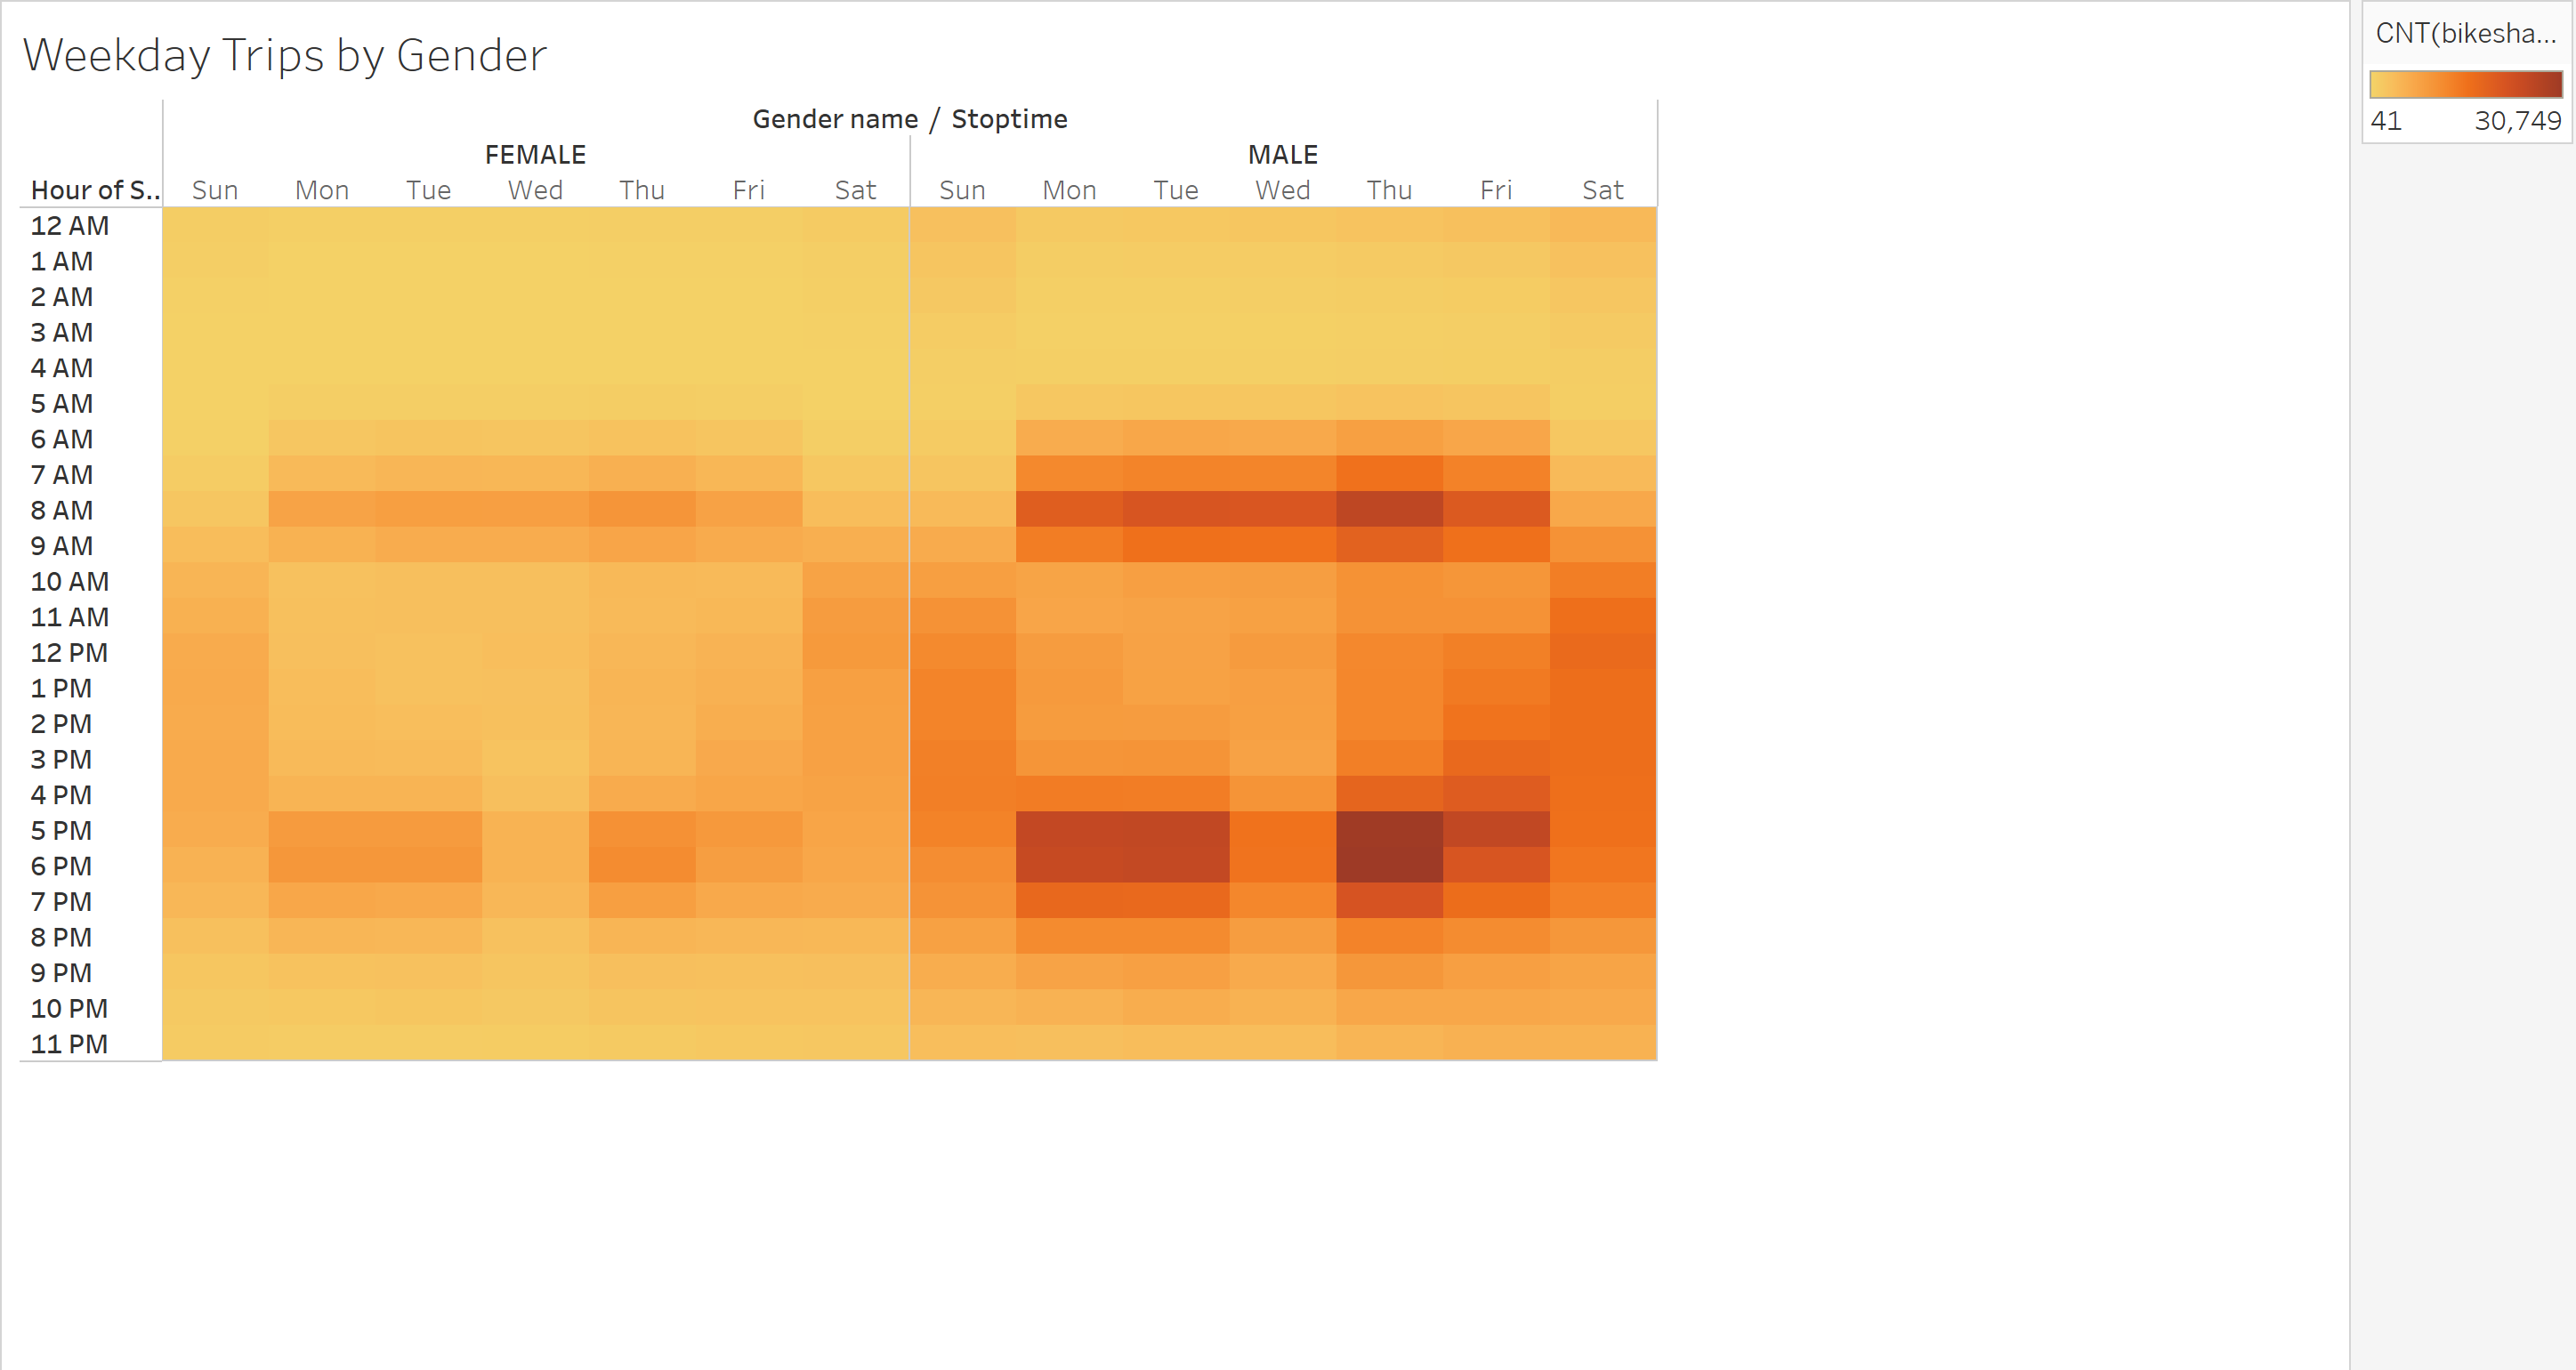 Weekday Trips by Gender
CNT(bikesha...
41 30,749
Gender name / Stoptime
FEMALE MALE
Hour of S.. Sun Mon Tue Wed Thu Fri Sat Sun Mon Tue Wed Thu Fri Sat
12 AM
1 AM
2 AM
3 AM
4 AM
5 AM
6 AM
7 AM
8 AM
9 AM
10 AM
11 AM
12 PM
1 PM
2 PM
3 PM
4 PM
5 PM
6 PM
7 PM
8 PM
9 PM
10 PM
11 PM